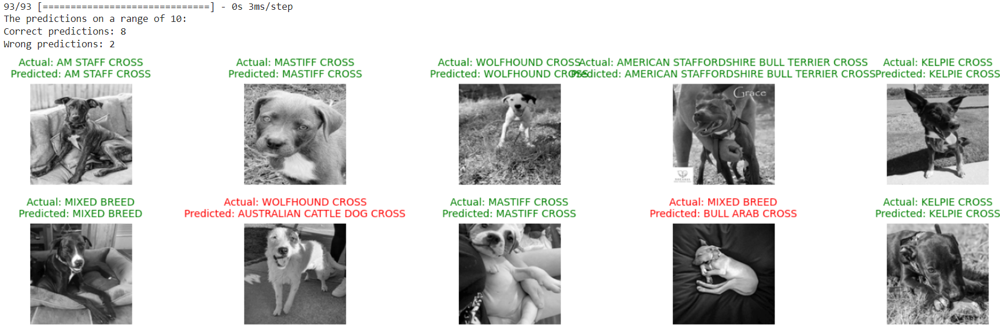 93/93 [==============================] - 0s 3ms/step
The predictions on a range of 10:
Correct predictions: 8
Wrong predictions: 2
Actual: AM STAFF CROSS
Predicted: AM STAFF CROSS
Actual: MASTIFF CROSS
Predicted: MASTIFF CROSS
Actual: WOLFHOUND CROSS
Predicted: WOLFHOUND CROSS
Actual: AMERICAN STAFFORDSHIRE BULL TERRIER CROSS
Predicted: AMERICAN STAFFORDSHIRE BULL TERRIER CROSS
Actual: KELPIE CROSS
Predicted: KELPIE CROSS
Grace
Actual: MIXED BREED
Predicted: MIXED BREED
Actual: WOLFHOUND CROSS
Predicted: AUSTRALIAN CATTLE DOG CROSS
Actual: MASTIFF CROSS
Predicted: MASTIFF CROSS
Actual: MIXED BREED
Predicted: BULL ARAB CROSS
Actual: KELPIE CROSS
Predicted: KELPIE CROSS